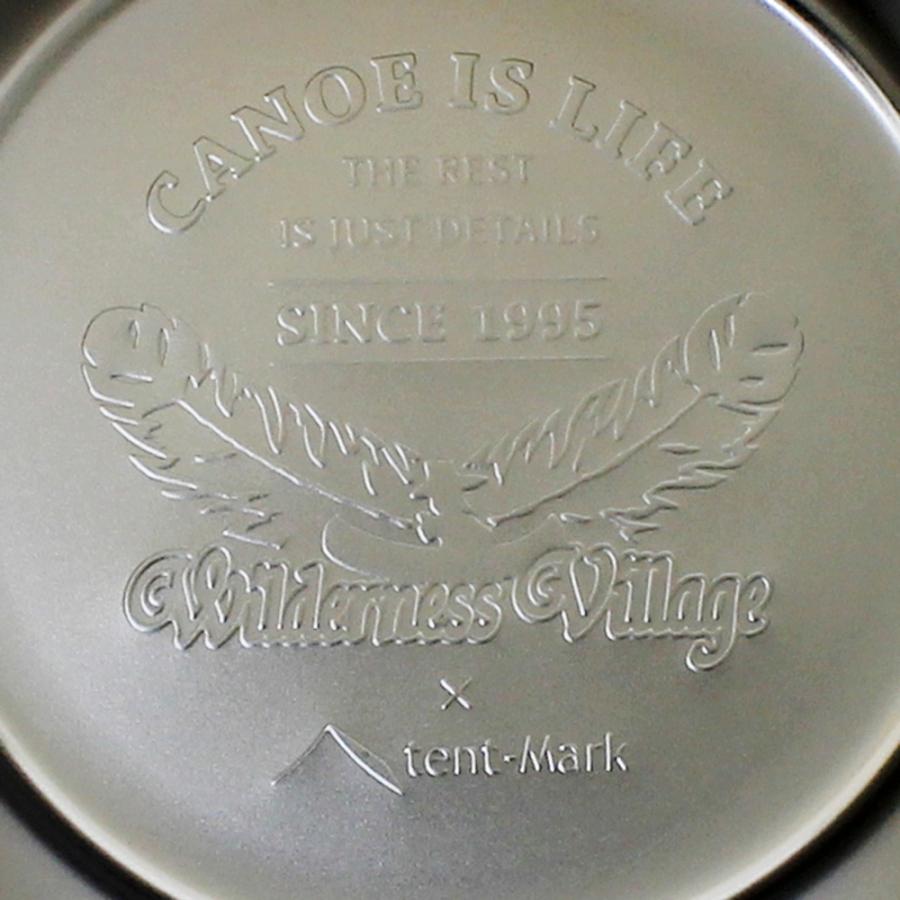 CANOE IS LIFE
THE REST
IS JUST DETAILS
SINCE 1995
Wilderness Village
×
tent-Mark